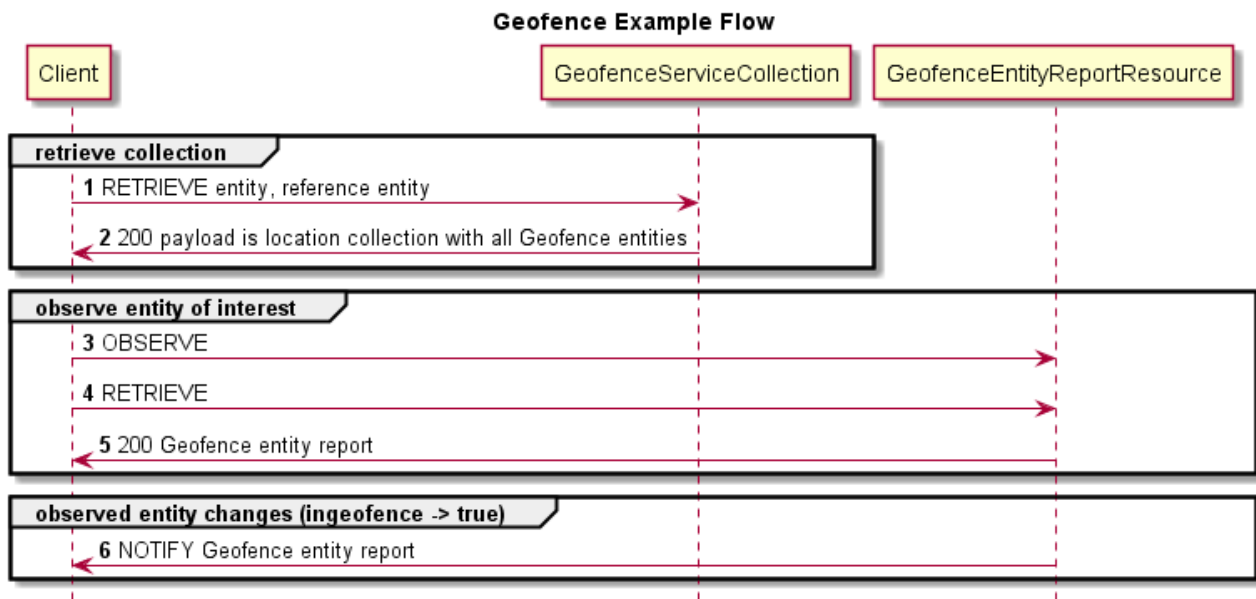 Geofence Example Flow
Client
GeofenceServiceCollection
GeofenceEntityReportResource
retrieve collection
1 RETRIEVE entity, reference entity
2 200 payload is location collection with all Geofence entities
observe entity of interest
3 OBSERVE
4 RETRIEVE
5 200 Geofence entity report
observed entity changes (ingeofence -> true)
6 NOTIFY Geofence entity report